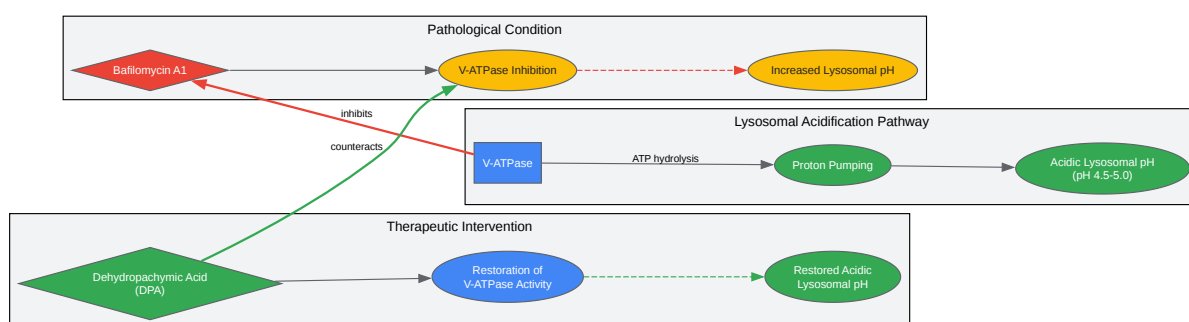 Pathological Condition
Bafilomycin A1
V-ATPase Inhibition
Increased Lysosomal pH
inhibits
counteracts
Lysosomal Acidification Pathway
V-ATPase
ATP hydrolysis
Proton Pumping
Acidic Lysosomal pH
(pH 4.5-5.0)
Therapeutic Intervention
Dehydropachymic Acid
(DPA)
Restoration of
V-ATPase Activity
Restored Acidic
Lysosomal pH